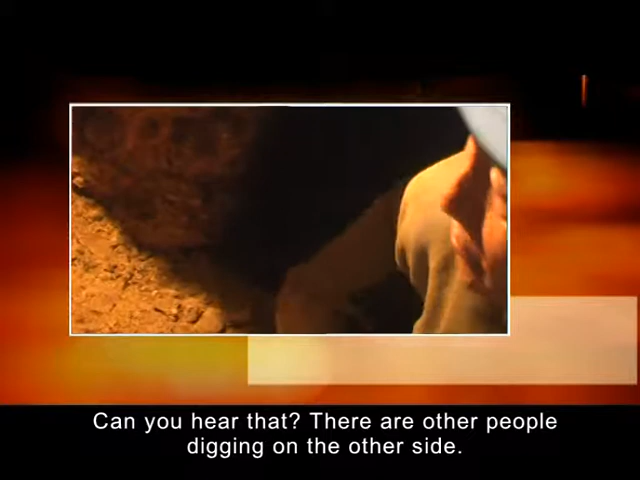 Can you hear that? There are other people
digging on the other side.